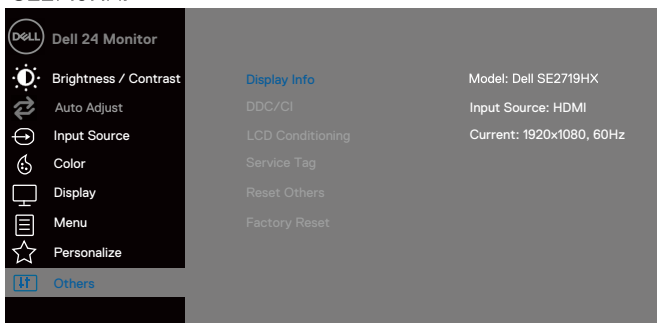 DELL Dell 24 Monitor
Brightness / Contrast Display Info Model: Dell SE2719HX
Auto Adjust DDC/CI Input Source: HDMI
Input Source LCD Conditioning Current: 1920x1080, 60Hz
Color Service Tag
Display Reset Others
Menu Factory Reset
Personalize
Others